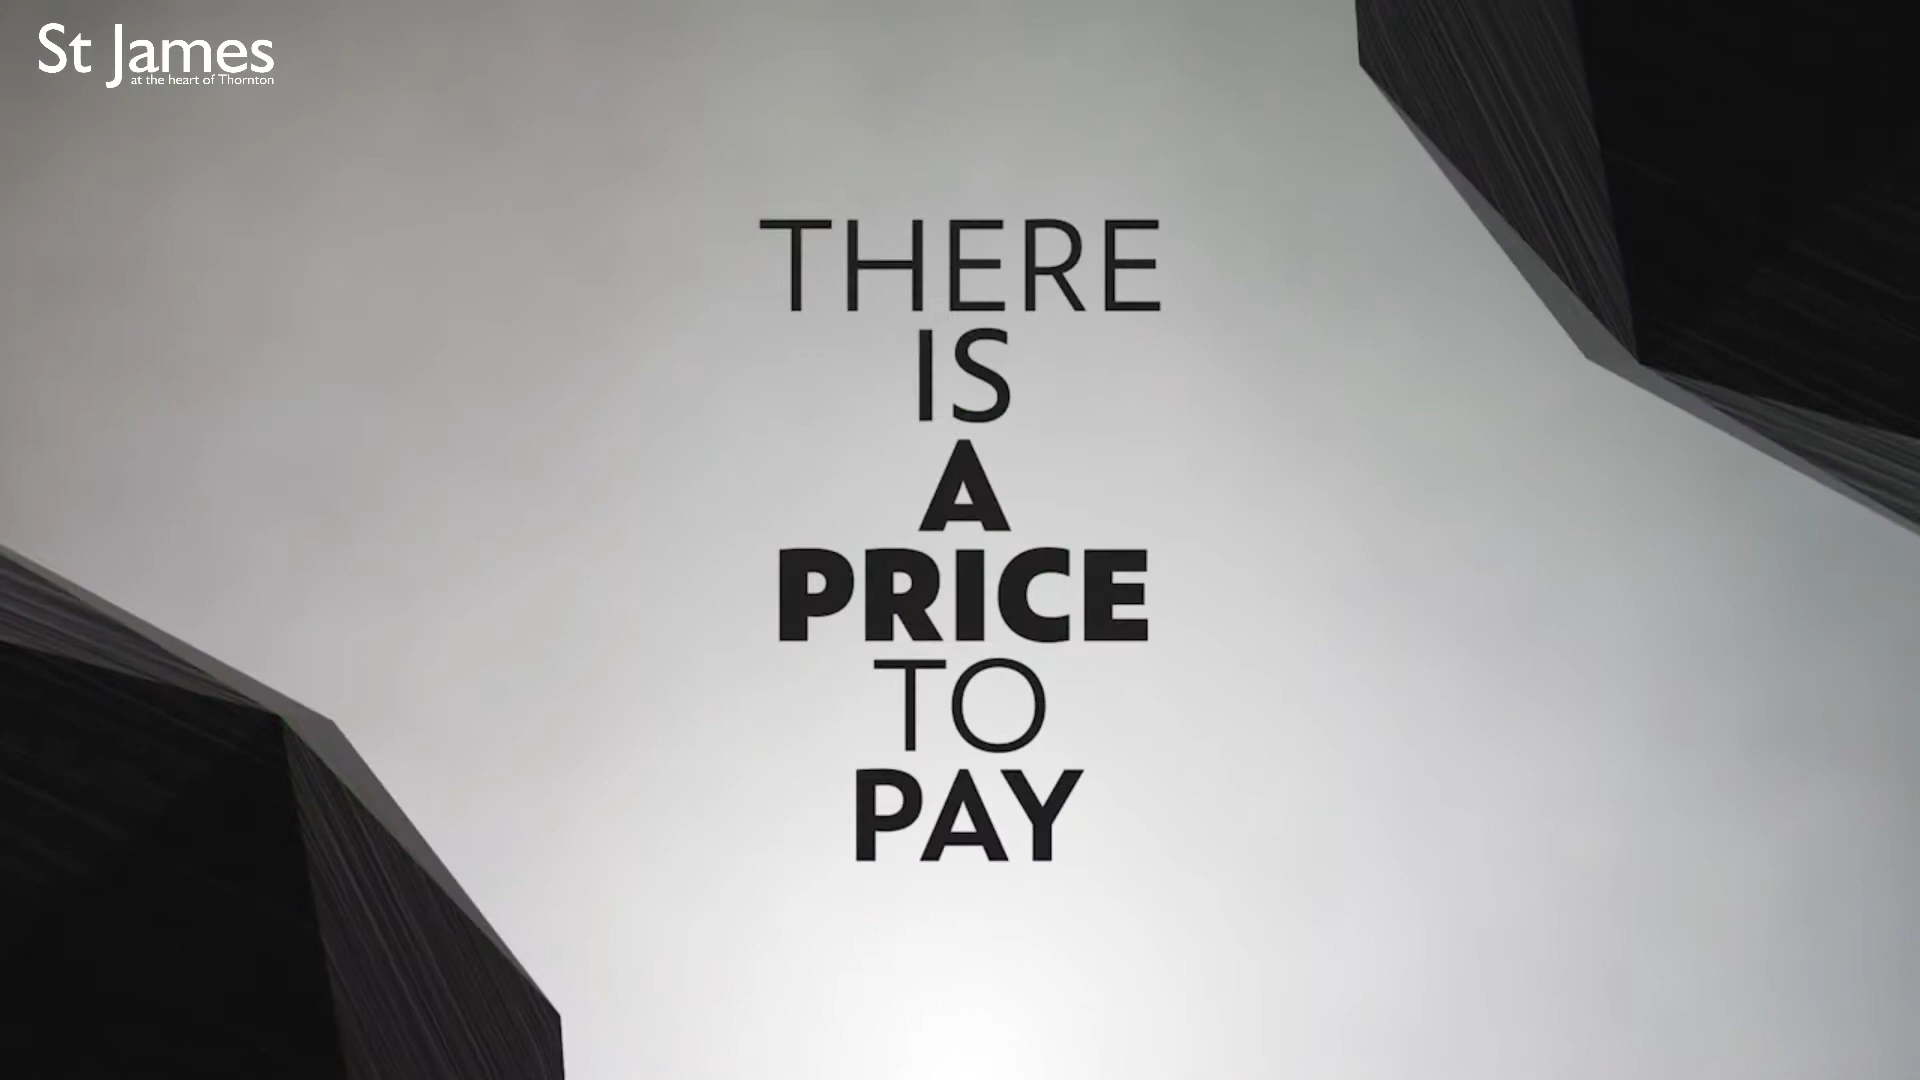 St James
at the heart of Thornton
THERE
IS
A
PRICE
TO
PAY